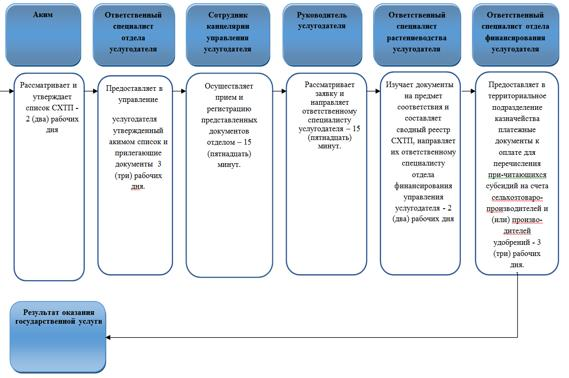 Аким
Ответственный
специалист
отдела
услугодателя
Сотрудник
канцелярии
управления
услугодателя
Руководитель
услугодателя
Ответственный
специалист
растениеводства
услугодателя
Ответственный
специалист отдела
финансирования
услугодателя
Рассматривает и
утверждает
список СХТП -
2 (два) рабочих
дня
Предоставляет в
управление
услугодателя
утвержденный
акимом список и
прилегающие
документы 3
(три) рабочих
дня.
Осуществляет
прием и
регистрацию
представленных
документов
отделом – 15
(пятнадцать)
минут.
Рассматривает
заявку и
направляет
ответственному
специалисту
услугодателя – 15
(пятнадцать)
минут.
Изучает документы
на предмет
соответствия и
составляет
сводный реестр
СХТП, направляет
их ответственному
специалисту
отдела
финансирования
управления
услугодателя - 2
(два) рабочих дня
Предоставляет в
территориальное
подразделение
казначейства
платежные
документы к
оплате для
перечисления
при-читающихся
субсидий на счета
сельхозтоваро-
производителей и
(или) произво-
дителей
удобрений - 3
(три) рабочих
дня.
Результат оказания
государственной услуги